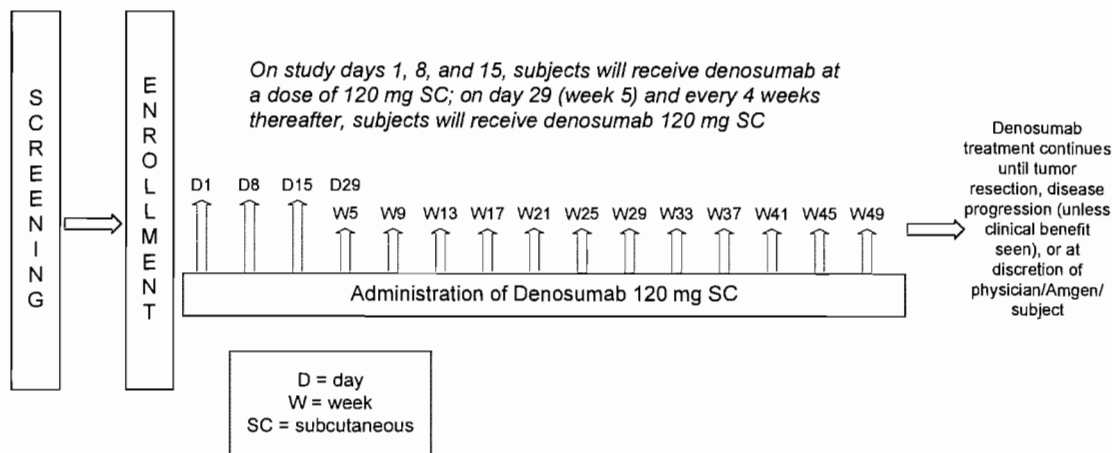 SCREENING
ENROLLMENT
On study days 1, 8, and 15, subjects will receive denosumab at
a dose of 120 mg SC; on day 29 (week 5) and every 4 weeks
thereafter, subjects will receive denosumab 120 mg SC
D1 D8 D15 D29
W5 W9 W13 W17 W21 W25 W29 W33 W37 W41 W45 W49
Administration of Denosumab 120 mg SC
Denosumab
treatment continues
until tumor
resection, disease
progression (unless
clinical benefit
seen), or at
discretion of
physician/Amgen/
subject
D = day
W = week
SC = subcutaneous